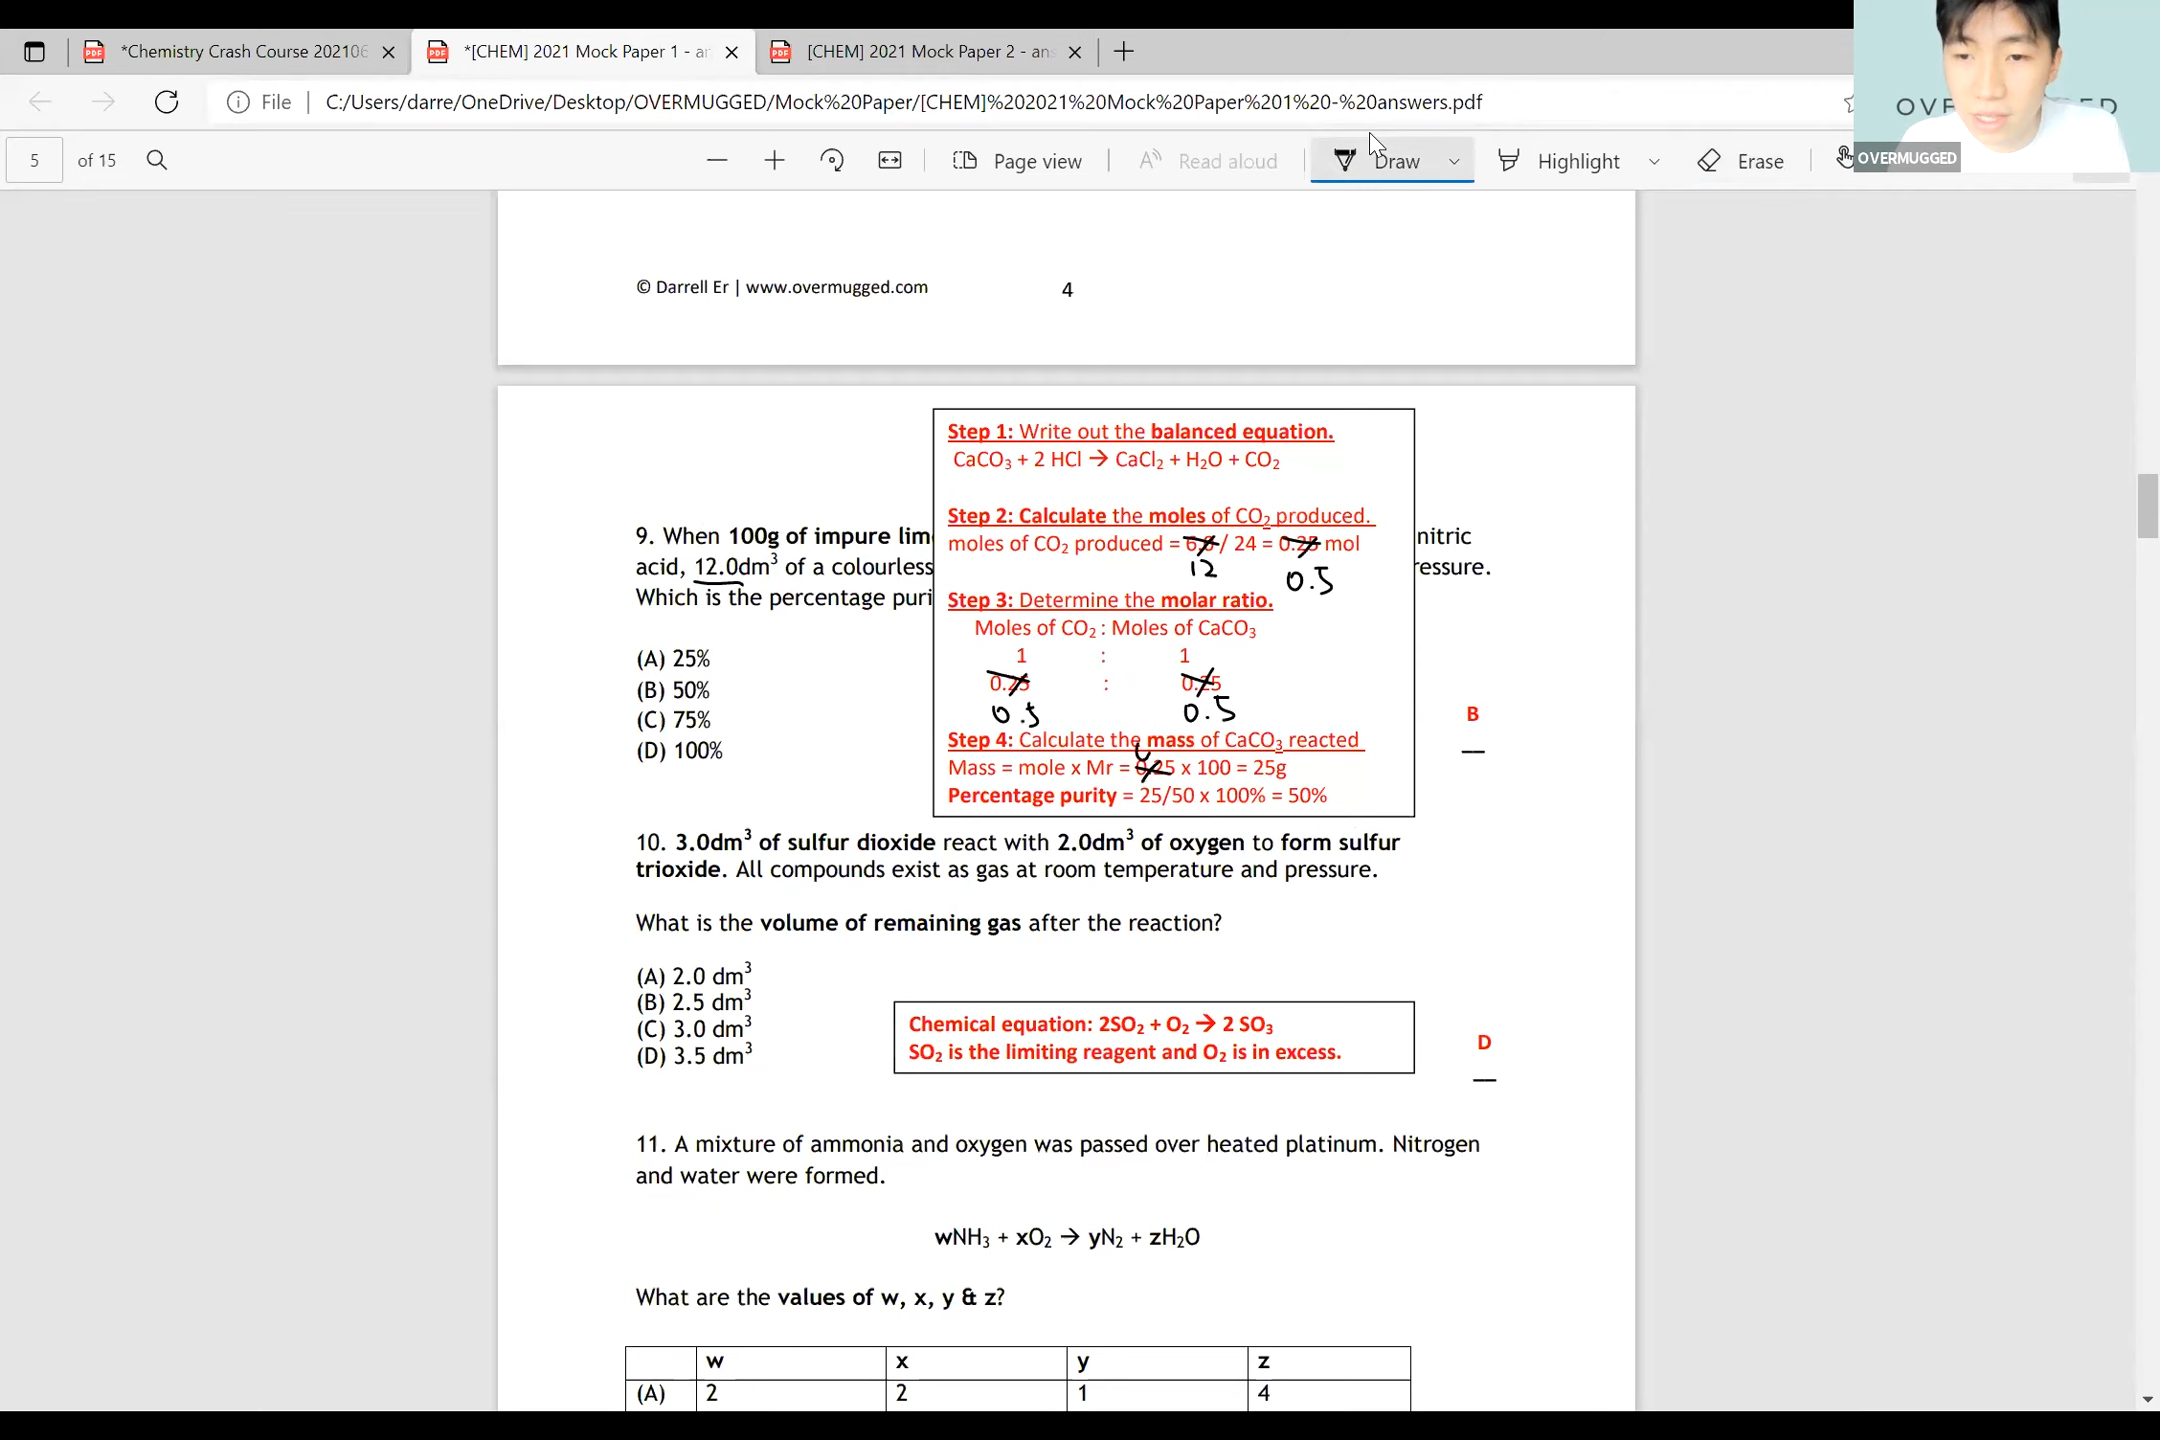 *Chemistry Crash Course 202106
*[CHEM] 2021 Mock Paper 1 - an
[CHEM] 2021 Mock Paper 2 - ans
File | C:/Users/darre/OneDrive/Desktop/OVERMUGGED/Mock%20Paper/[CHEM]%202021%20Mock%20Paper%201%20-%20answers.pdf
OVERMUGGED
5 of 15 Page view Read aloud Draw Highlight Erase
© Darrell Er | www.overmugged.com 4
Step 1: Write out the balanced equation.
CaCO₃ + 2 HCl → CaCl₂ + H₂O + CO₂
Step 2: Calculate the moles of CO₂ produced.
moles of CO₂ produced = 6.0 / 24 = 0.25 mol
12 0.5
Step 3: Determine the molar ratio.
Moles of CO₂ : Moles of CaCO₃
1 : 1
0.25 : 0.25
0.5 0.5
Step 4: Calculate the mass of CaCO₃ reacted
Mass = mole x Mr = 0.25 x 100 = 25g
Percentage purity = 25/50 x 100% = 50%
9. When 100g of impure lim nitric
acid, 12.0dm³ of a colourless ressure.
Which is the percentage puri
(A) 25%
(B) 50%
(C) 75%
(D) 100%
B
10. 3.0dm³ of sulfur dioxide react with 2.0dm³ of oxygen to form sulfur
trioxide. All compounds exist as gas at room temperature and pressure.
What is the volume of remaining gas after the reaction?
(A) 2.0 dm³
(B) 2.5 dm³
(C) 3.0 dm³
(D) 3.5 dm³
Chemical equation: 2SO₂ + O₂ → 2 SO₃
SO₂ is the limiting reagent and O₂ is in excess.
D
11. A mixture of ammonia and oxygen was passed over heated platinum. Nitrogen
and water were formed.
wNH₃ + xO₂ → yN₂ + zH₂O
What are the values of w, x, y & z?
w x y z
(A) 2 2 1 4